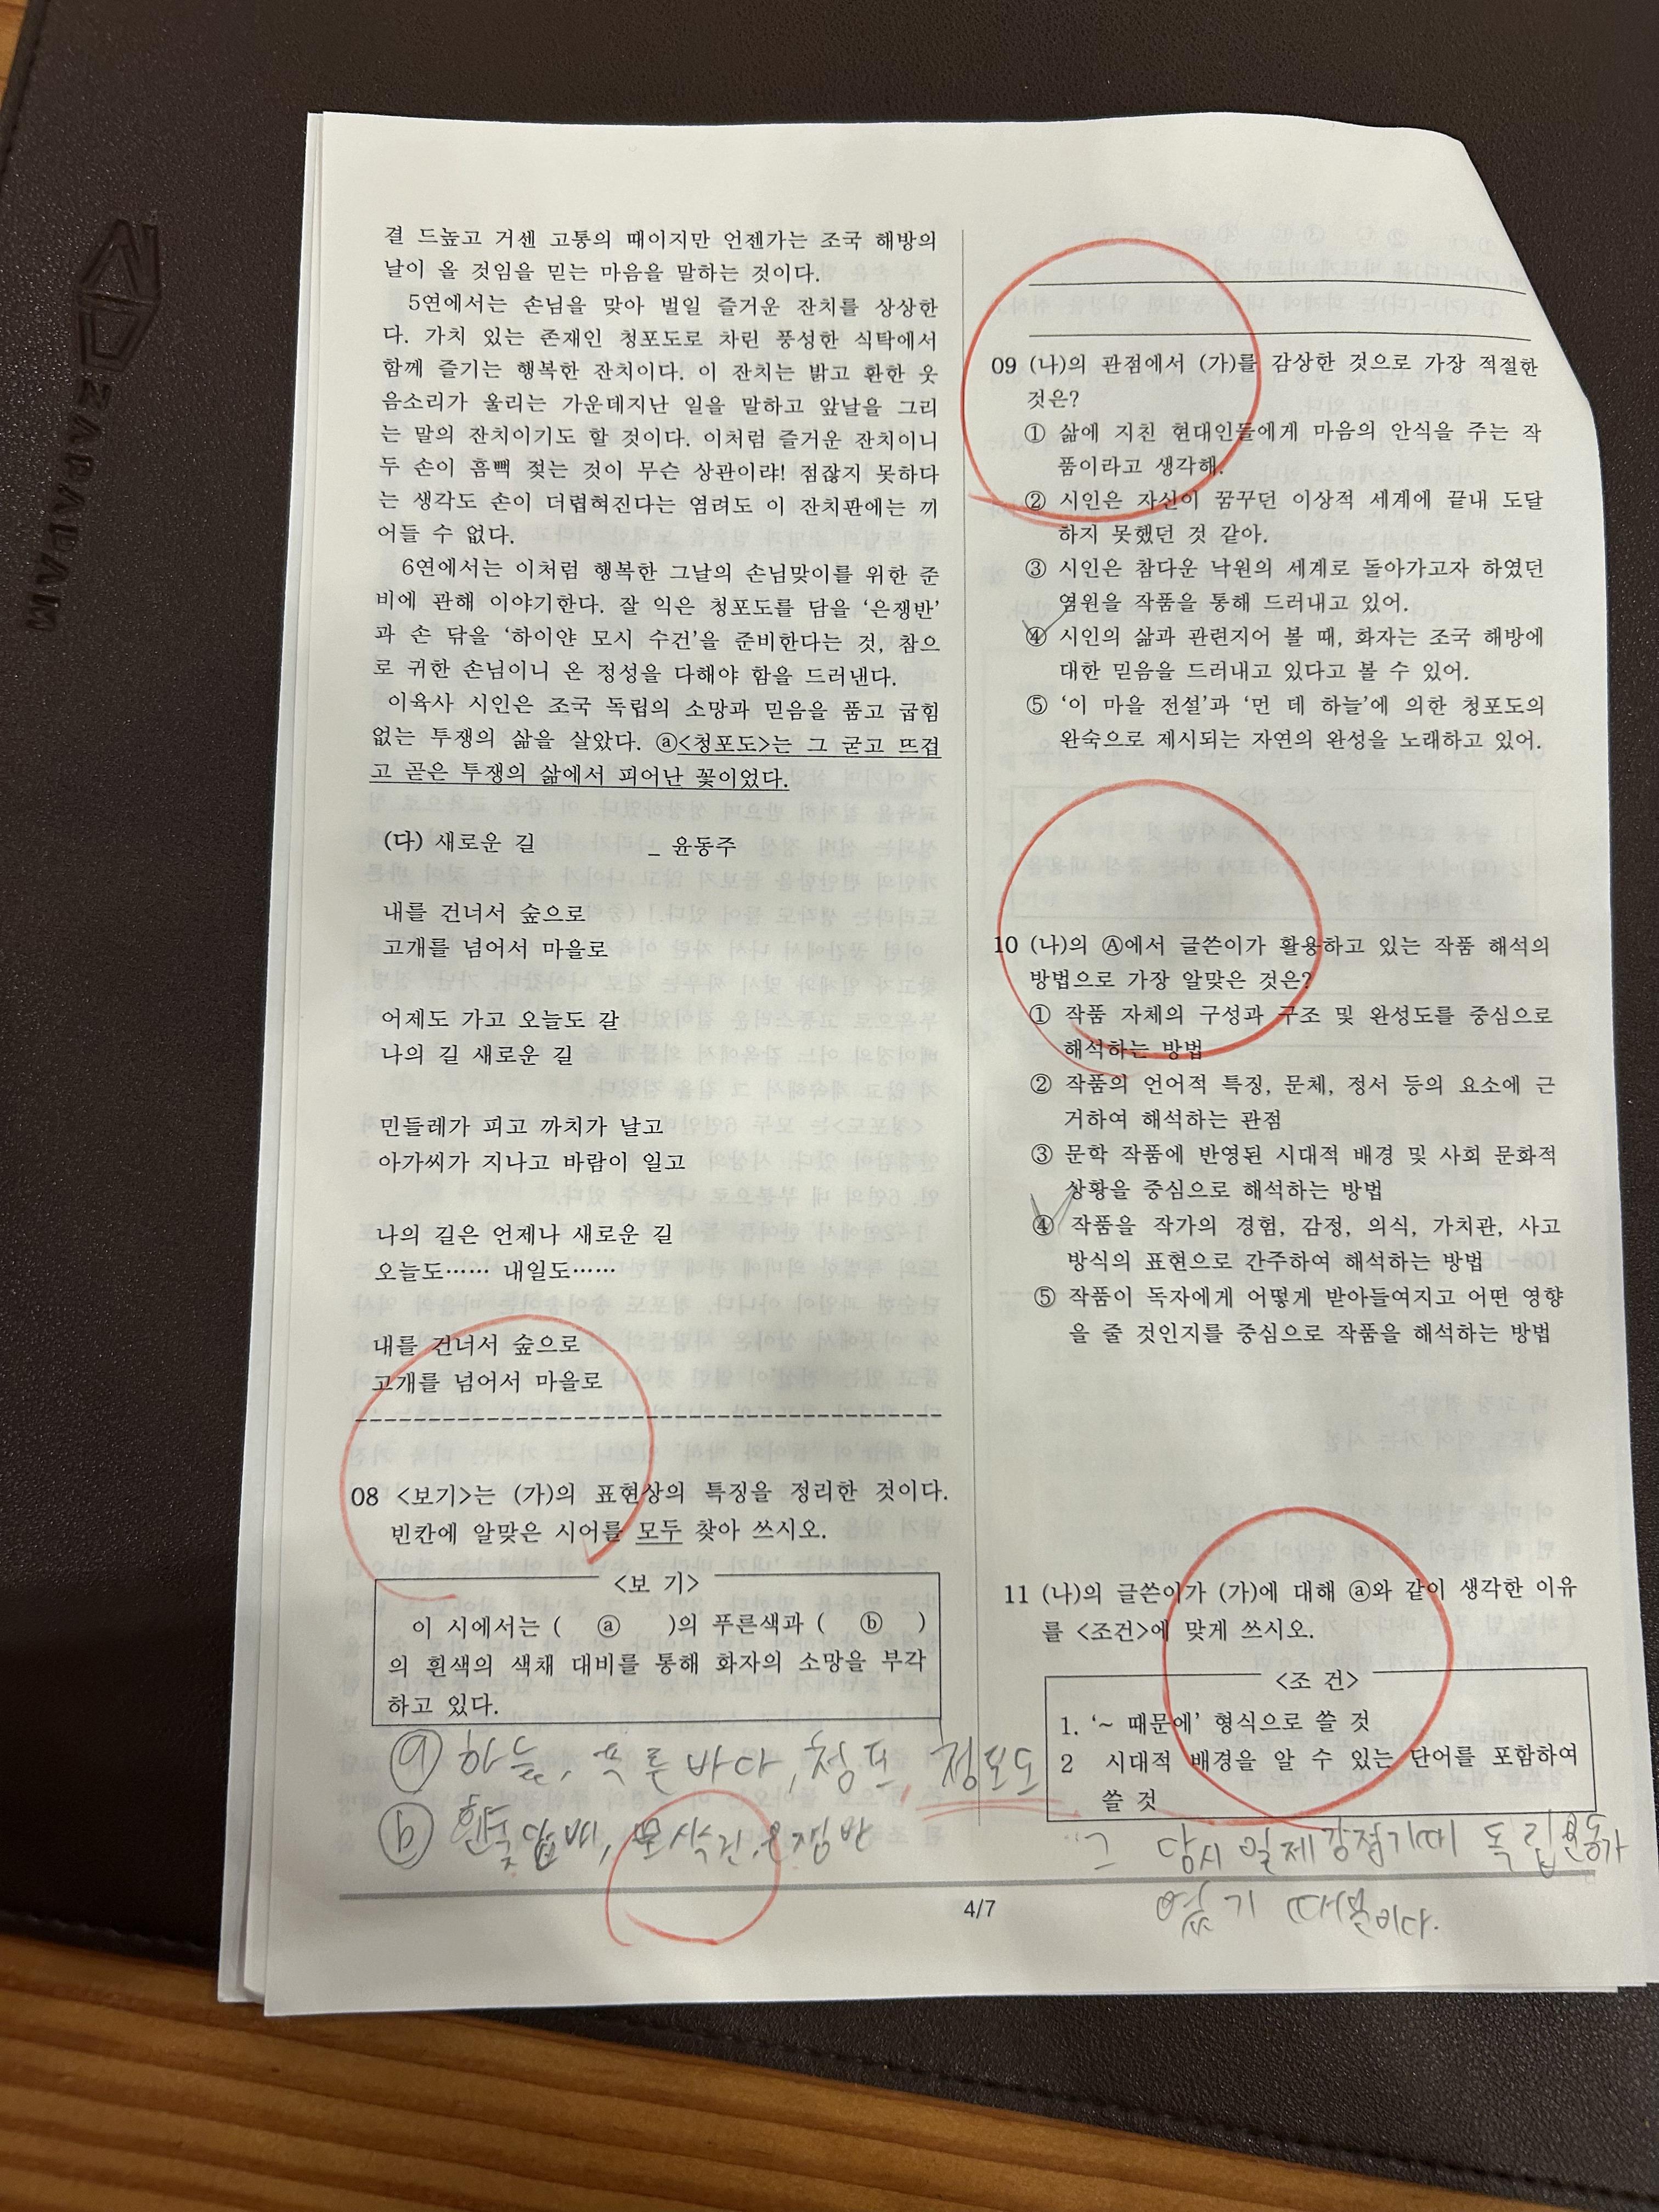 결 드높고 거센 고통의 때이지만 언젠가는 조국 해방의
날이 올 것임을 믿는 마음을 말하는 것이다.
5연에서는 손님을 맞아 벌일 즐거운 잔치를 상상한
다. 가치 있는 존재인 청포도로 차린 풍성한 식탁에서
함께 즐기는 행복한 잔치이다. 이 잔치는 밝고 환한 웃
음소리가 울리는 가운데지난 일을 말하고 앞날을 그리
는 말의 잔치이기도 할 것이다. 이처럼 즐거운 잔치이니
두 손이 흠뻑 젖는 것이 무슨 상관이랴! 점잖지 못하다
는 생각도 손이 더럽혀진다는 염려도 이 잔치판에는 끼
어들 수 없다.
6연에서는 이처럼 행복한 그날의 손님맞이를 위한 준
비에 관해 이야기한다. 잘 익은 청포도를 담을 '은쟁반'
과 손 닦을 '하이얀 모시 수건'을 준비한다는 것, 참으
로 귀한 손님이니 온 정성을 다해야 함을 드러낸다.
이육사 시인은 조국 독립의 소망과 믿음을 품고 굽힘
없는 투쟁의 삶을 살았다. ⓐ<청포도>는 그 굳고 뜨겁
고 곧은 투쟁의 삶에서 피어난 꽃이었다.
(다) 새로운 길 _ 윤동주
내를 건너서 숲으로
고개를 넘어서 마을로
어제도 가고 오늘도 갈
나의 길 새로운 길
민들레가 피고 까치가 날고
아가씨가 지나고 바람이 일고
나의 길은 언제나 새로운 길
오늘도…… 내일도……
내를 건너서 숲으로
고개를 넘어서 마을로
08 <보기>는 (가)의 표현상의 특징을 정리한 것이다.
빈칸에 알맞은 시어를 모두 찾아 쓰시오.
<보 기>
이 시에서는 ( ⓐ )의 푸른색과 ( ⓑ )
의 흰색의 색채 대비를 통해 화자의 소망을 부각
하고 있다.
ⓐ 하늘, 푸른 바다, 청포, 청포도
흰 돛단배, 모시수건, 은쟁반
09 (나)의 관점에서 (가)를 감상한 것으로 가장 적절한
것은?
① 삶에 지친 현대인들에게 마음의 안식을 주는 작
품이라고 생각해.
② 시인은 자신이 꿈꾸던 이상적 세계에 끝내 도달
하지 못했던 것 같아.
③ 시인은 참다운 낙원의 세계로 돌아가고자 하였던
염원을 작품을 통해 드러내고 있어.
④ 시인의 삶과 관련지어 볼 때, 화자는 조국 해방에
대한 믿음을 드러내고 있다고 볼 수 있어.
⑤ '이 마을 전설'과 '먼 데 하늘'에 의한 청포도의
완숙으로 제시되는 자연의 완성을 노래하고 있어.
10 (나)의 Ⓐ에서 글쓴이가 활용하고 있는 작품 해석의
방법으로 가장 알맞은 것은?
① 작품 자체의 구성과 구조 및 완성도를 중심으로
해석하는 방법
② 작품의 언어적 특징, 문체, 정서 등의 요소에 근
거하여 해석하는 관점
③ 문학 작품에 반영된 시대적 배경 및 사회 문화적
상황을 중심으로 해석하는 방법
④ 작품을 작가의 경험, 감정, 의식, 가치관, 사고
방식의 표현으로 간주하여 해석하는 방법
⑤ 작품이 독자에게 어떻게 받아들여지고 어떤 영향
을 줄 것인지를 중심으로 작품을 해석하는 방법
11 (나)의 글쓴이가 (가)에 대해 ⓐ와 같이 생각한 이유
를 <조건>에 맞게 쓰시오.
<조 건>
1. '~ 때문에' 형식으로 쓸 것
2 시대적 배경을 알 수 있는 단어를 포함하여
쓸 것
그 당시 일제강점기때 독립운동가
였기 때문이다.
4/7
MAPAMAZ